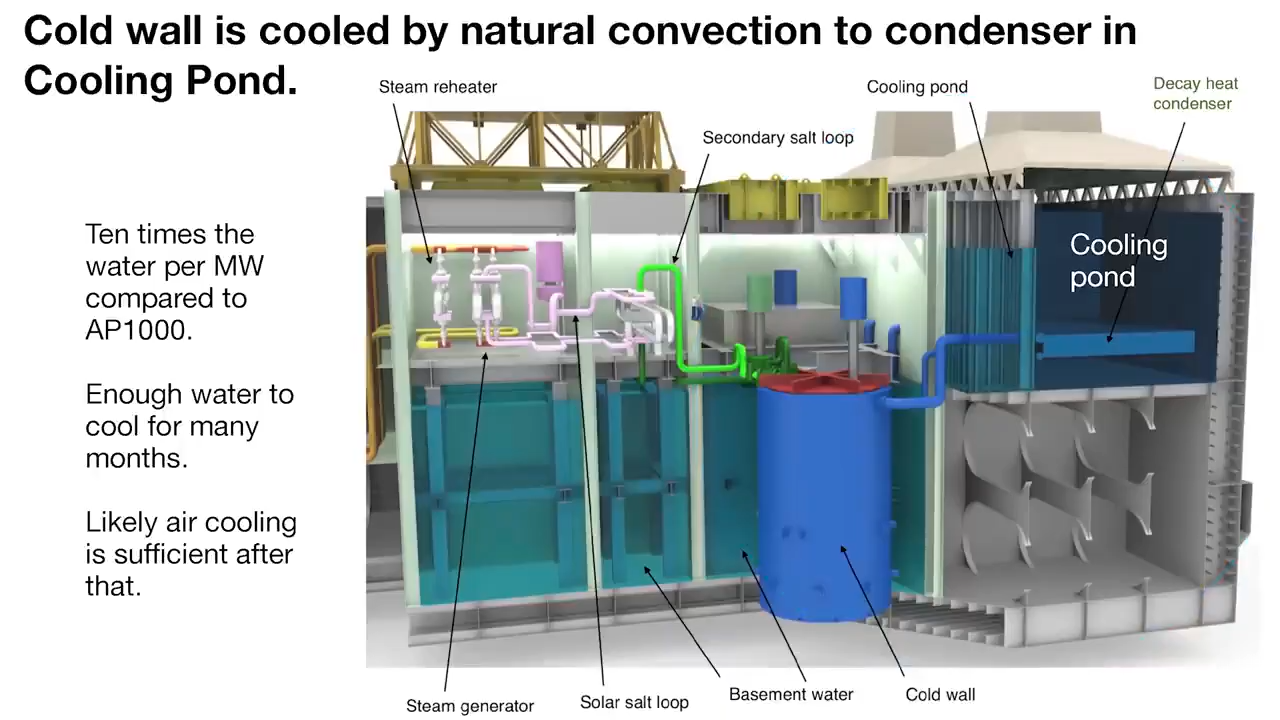 Cold wall is cooled by natural convection to condenser in
Cooling Pond.
Steam reheater
Cooling pond
Decay heat
condenser
Secondary salt loop
Ten times the
water per MW
compared to
AP1000.
Enough water to
cool for many
months.
Likely air cooling
is sufficient after
that.
Cooling
pond
Steam generator
Solar salt loop
Basement water
Cold wall